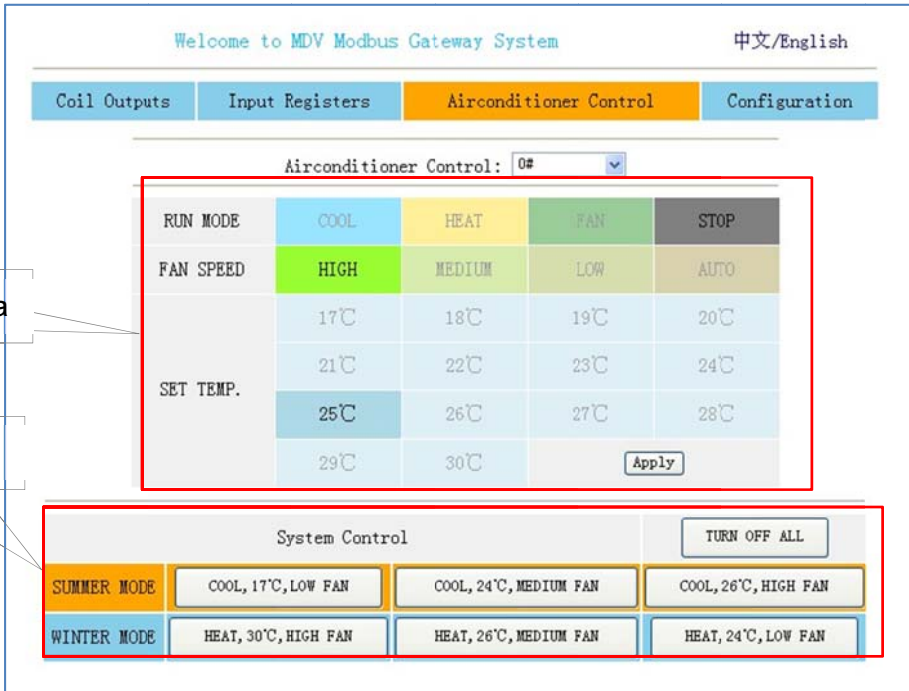 Welcome to MDV Modbus Gateway System 中文/English
Coil Outputs Input Registers Airconditioner Control Configuration
Airconditioner Control: 0#
RUN MODE COOL HEAT FAN STOP
FAN SPEED HIGH MEDIUM LOW AUTO
a
17℃ 18℃ 19℃ 20℃
21℃ 22℃ 23℃ 24℃
SET TEMP.
25℃ 26℃ 27℃ 28℃
29℃ 30℃ Apply
System Control TURN OFF ALL
SUMMER MODE COOL,17℃,LOW FAN COOL,24℃,MEDIUM FAN COOL,26℃,HIGH FAN
WINTER MODE HEAT,30℃,HIGH FAN HEAT,26℃,MEDIUM FAN HEAT,24℃,LOW FAN